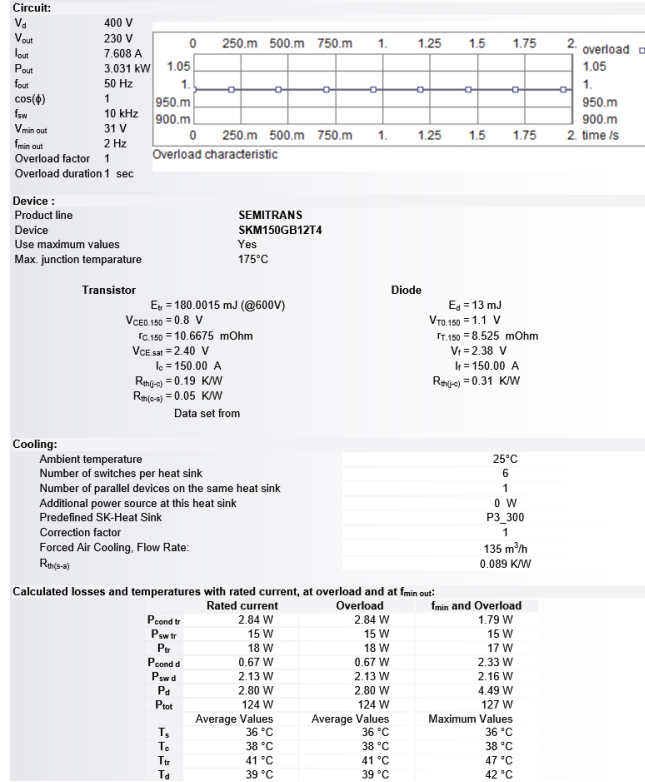 Circuit:
Vd 400 V
Vout 230 V
Iout 7.608 A
Pout 3.031 kW
fout 50 Hz
cos(ϕ) 1
fsw 10 kHz
Vmin out 31 V
fmin out 2 Hz
Overload factor 1
Overload duration 1 sec
0 250.m 500.m 750.m 1. 1.25 1.5 1.75 2. overload
1.05 1.05
1. 1.
950.m 950.m
900.m 900.m
0 250.m 500.m 750.m 1. 1.25 1.5 1.75 2. time /s
Overload characteristic
Device :
Product line SEMITRANS
Device SKM150GB12T4
Use maximum values Yes
Max. junction temparature 175°C
Transistor Diode
Etr = 180.0015 mJ (@600V) Ed = 13 mJ
VCE0.150 = 0.8 V VT0.150 = 1.1 V
rC.150 = 10.6675 mOhm rT.150 = 8.525 mOhm
VCE.sat = 2.40 V Vf = 2.38 V
Ic = 150.00 A If = 150.00 A
Rth(j-c) = 0.19 K/W Rth(j-c) = 0.31 K/W
Rth(c-s) = 0.05 K/W
Data set from
Cooling:
Ambient temperature 25°C
Number of switches per heat sink 6
Number of parallel devices on the same heat sink 1
Additional power source at this heat sink 0 W
Predefined SK-Heat Sink P3_300
Correction factor 1
Forced Air Cooling, Flow Rate: 135 m³/h
Rth(s-a) 0.089 K/W
Calculated losses and temperatures with rated current, at overload and at fmin out:
Rated current Overload fmin and Overload
Pcond tr 2.84 W 2.84 W 1.79 W
Psw tr 15 W 15 W 15 W
Ptr 18 W 18 W 17 W
Pcond d 0.67 W 0.67 W 2.33 W
Psw d 2.13 W 2.13 W 2.16 W
Pd 2.80 W 2.80 W 4.49 W
Ptot 124 W 124 W 127 W
Average Values Average Values Maximum Values
Ts 36 °C 36 °C 36 °C
Tc 38 °C 38 °C 38 °C
Ttr 41 °C 41 °C 47 °C
Td 39 °C 39 °C 42 °C